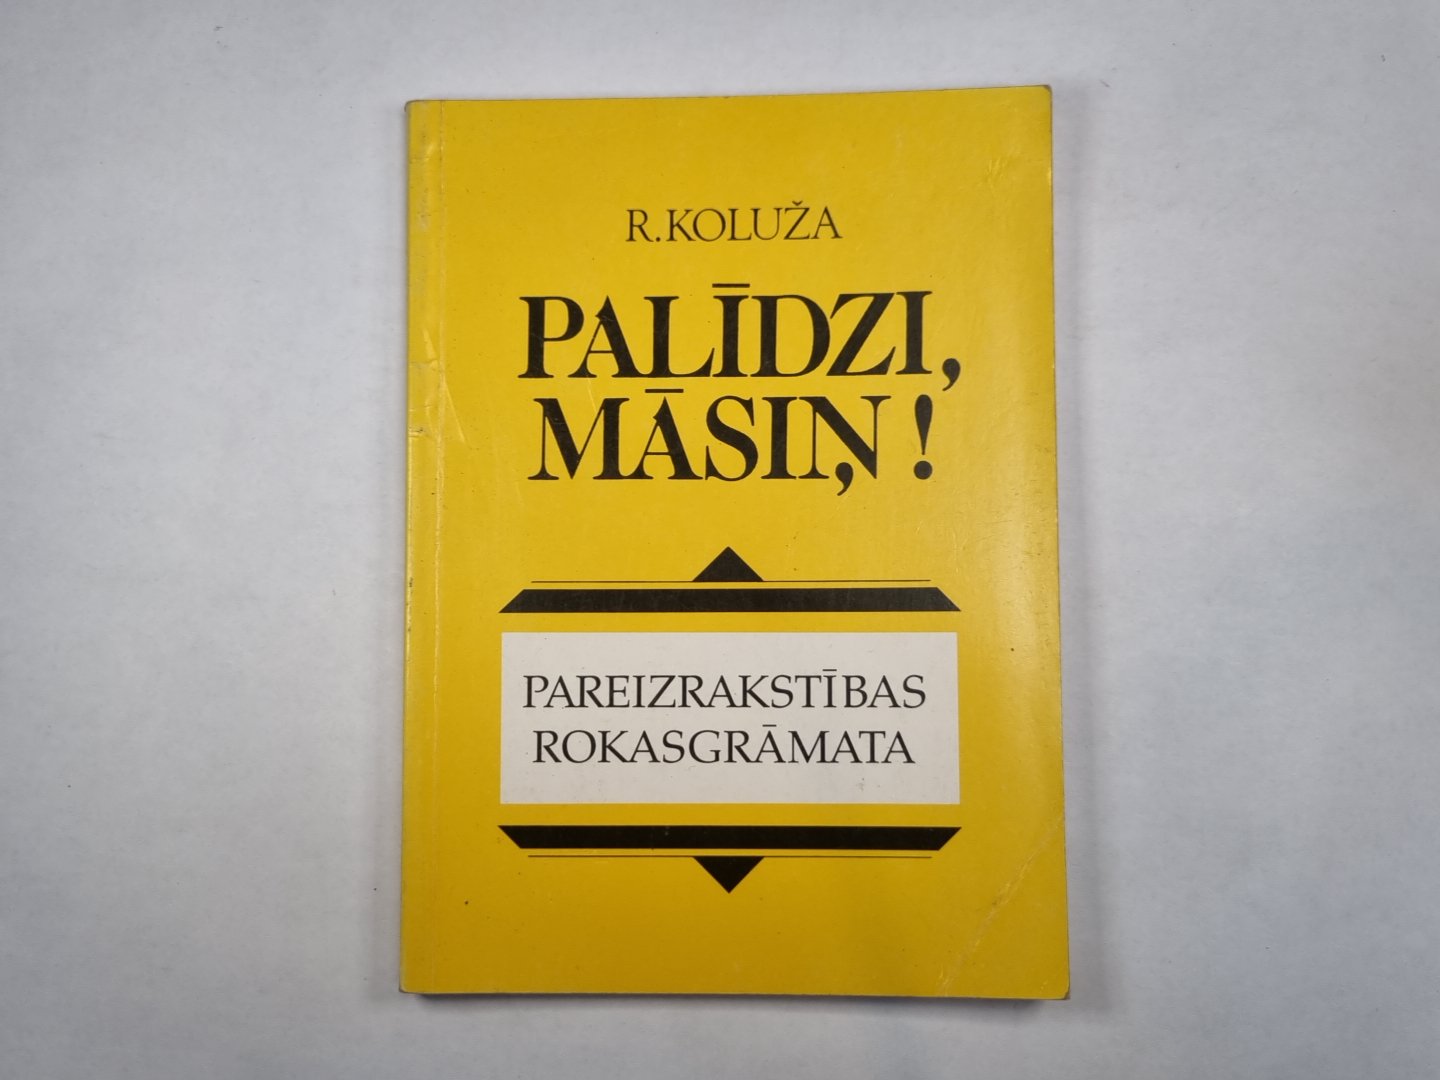 R.KOLUŽA
PALĪDZI,
MĀSIŅ!
PAREIZRAKSTĪBAS
ROKASGRĀMATA